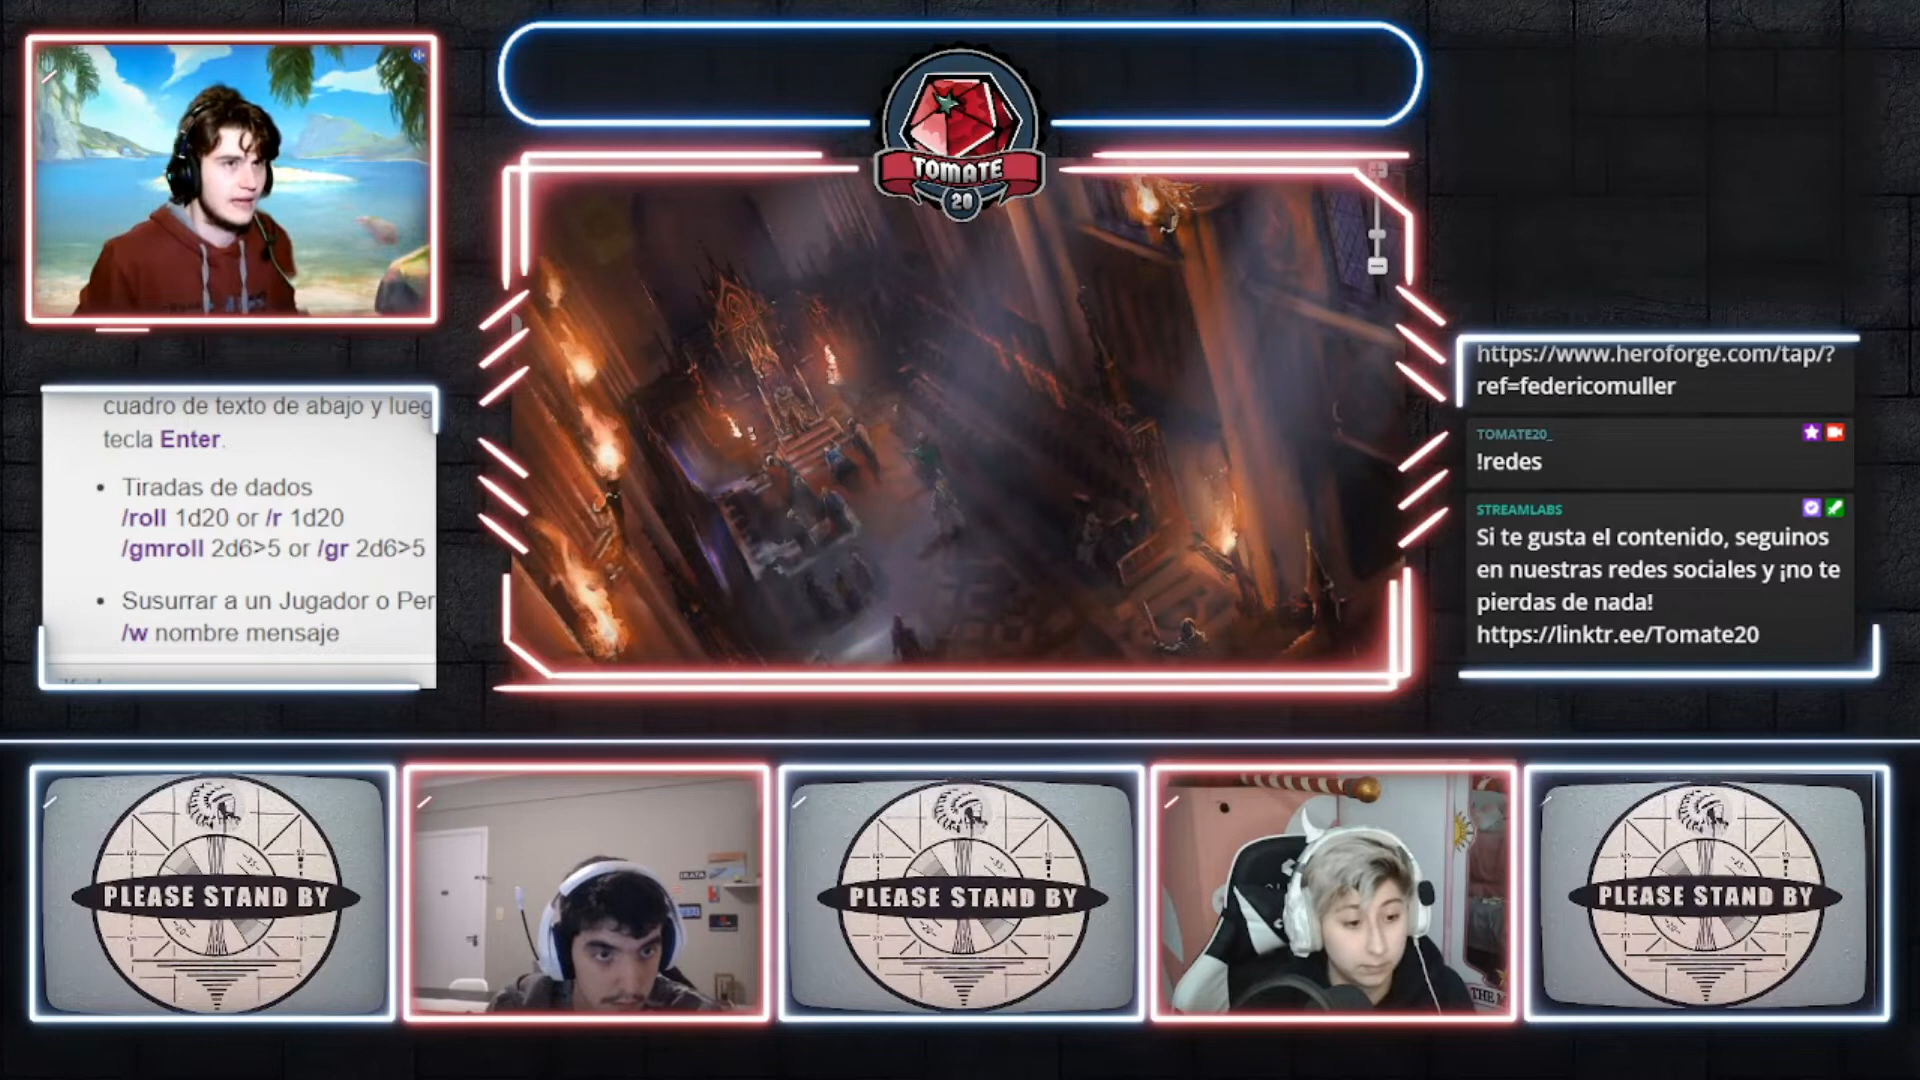 TOMATE
20
cuadro de texto de abajo y lueg
tecla Enter.
• Tiradas de dados
/roll 1d20 or /r 1d20
/gmroll 2d6>5 or /gr 2d6>5
• Susurrar a un Jugador o Per
/w nombre mensaje
https://www.heroforge.com/tap/?
ref=federicomuller
TOMATE20_
!redes
STREAMLABS
Si te gusta el contenido, seguinos
en nuestras redes sociales y ¡no te
pierdas de nada!
https://linktr.ee/Tomate20
PLEASE STAND BY
PLEASE STAND BY
THE
PLEASE STAND BY